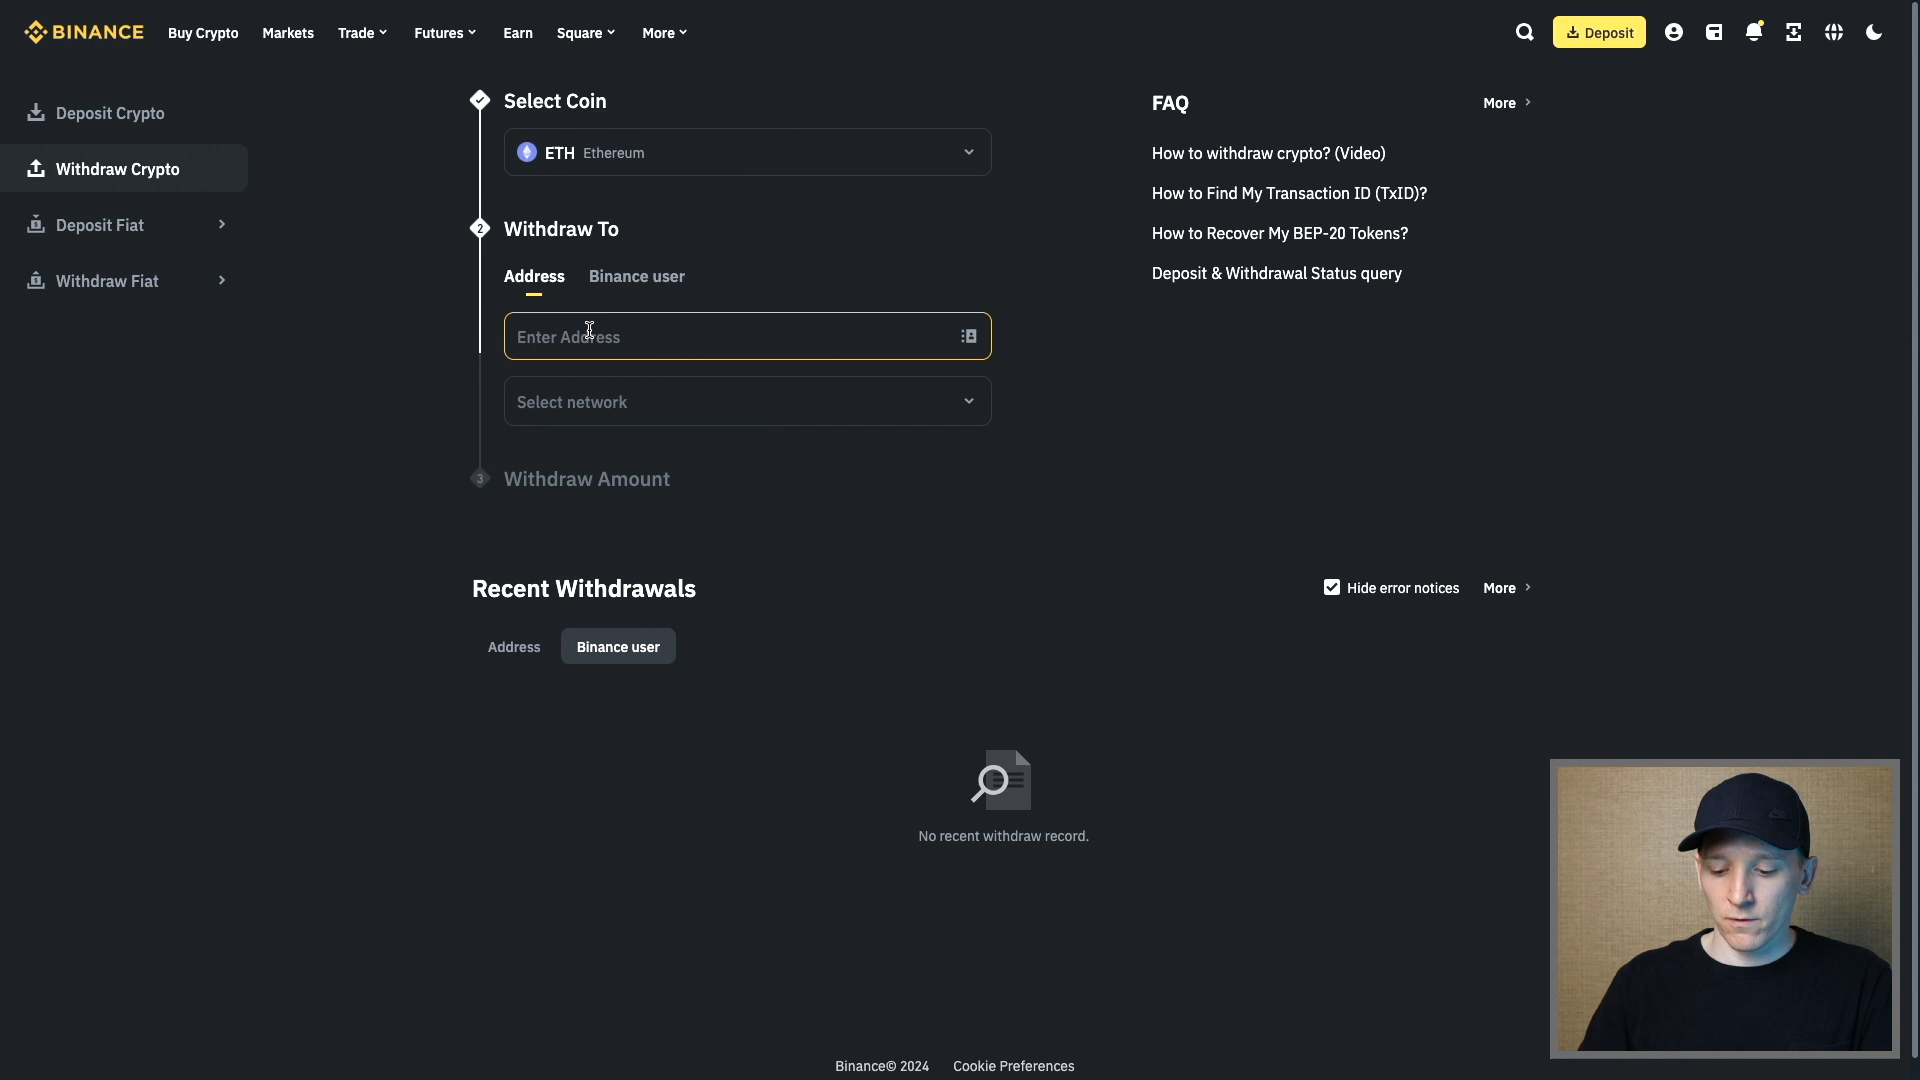 BINANCE
Buy Crypto
Markets
Trade
Futures
Earn
Square
More
Deposit
Deposit Crypto
Withdraw Crypto
Deposit Fiat
Withdraw Fiat
Select Coin
ETH Ethereum
2 Withdraw To
Address Binance user
Enter Address
Select network
3 Withdraw Amount
FAQ
More
How to withdraw crypto? (Video)
How to Find My Transaction ID (TxID)?
How to Recover My BEP-20 Tokens?
Deposit & Withdrawal Status query
Recent Withdrawals
Hide error notices
More
Address
Binance user
No recent withdraw record.
Binance© 2024
Cookie Preferences